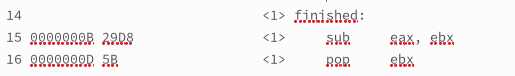 14 <1> finished:
15 0000000B 29D8 <1> sub eax, ebx
16 0000000D 5B <1> pop ebx